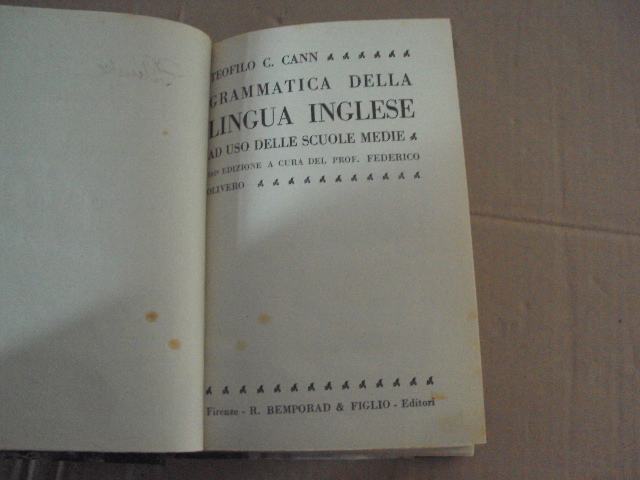 TEOFILO C. CANN
GRAMMATICA DELLA
LINGUA INGLESE
AD USO DELLE SCUOLE MEDIE
EDIZIONE A CURA DEL PROF. FEDERICO
OLIVERO
Firenze - R. BEMPORAD & FIGLIO - Editori